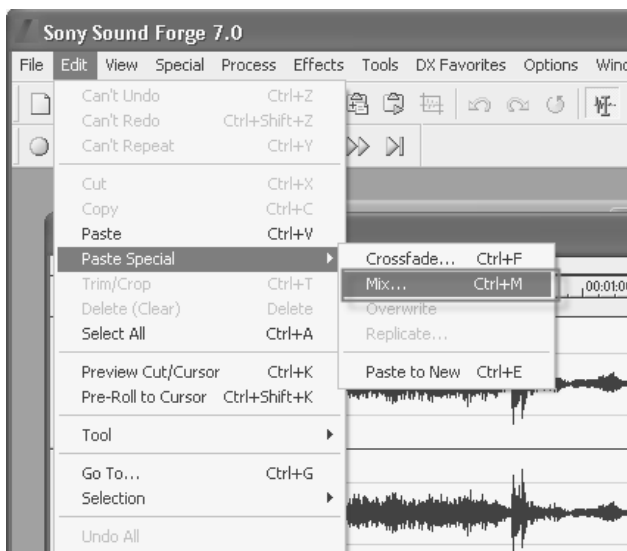 Sony Sound Forge 7.0
File Edit View Special Process Effects Tools DX Favorites Options
Can't Undo Ctrl+Z
Can't Redo Ctrl+Shift+Z
Can't Repeat Ctrl+Y
Cut Ctrl+X
Copy Ctrl+C
Paste Ctrl+V
Paste Special
Trim/Crop Ctrl+T
Delete (Clear) Delete
Select All Ctrl+A
Preview Cut/Cursor Ctrl+K
Pre-Roll to Cursor Ctrl+Shift+K
Tool
Go To... Ctrl+G
Selection
Undo All
Crossfade... Ctrl+F
Mix... Ctrl+M
Overwrite
Replicate...
Paste to New Ctrl+E